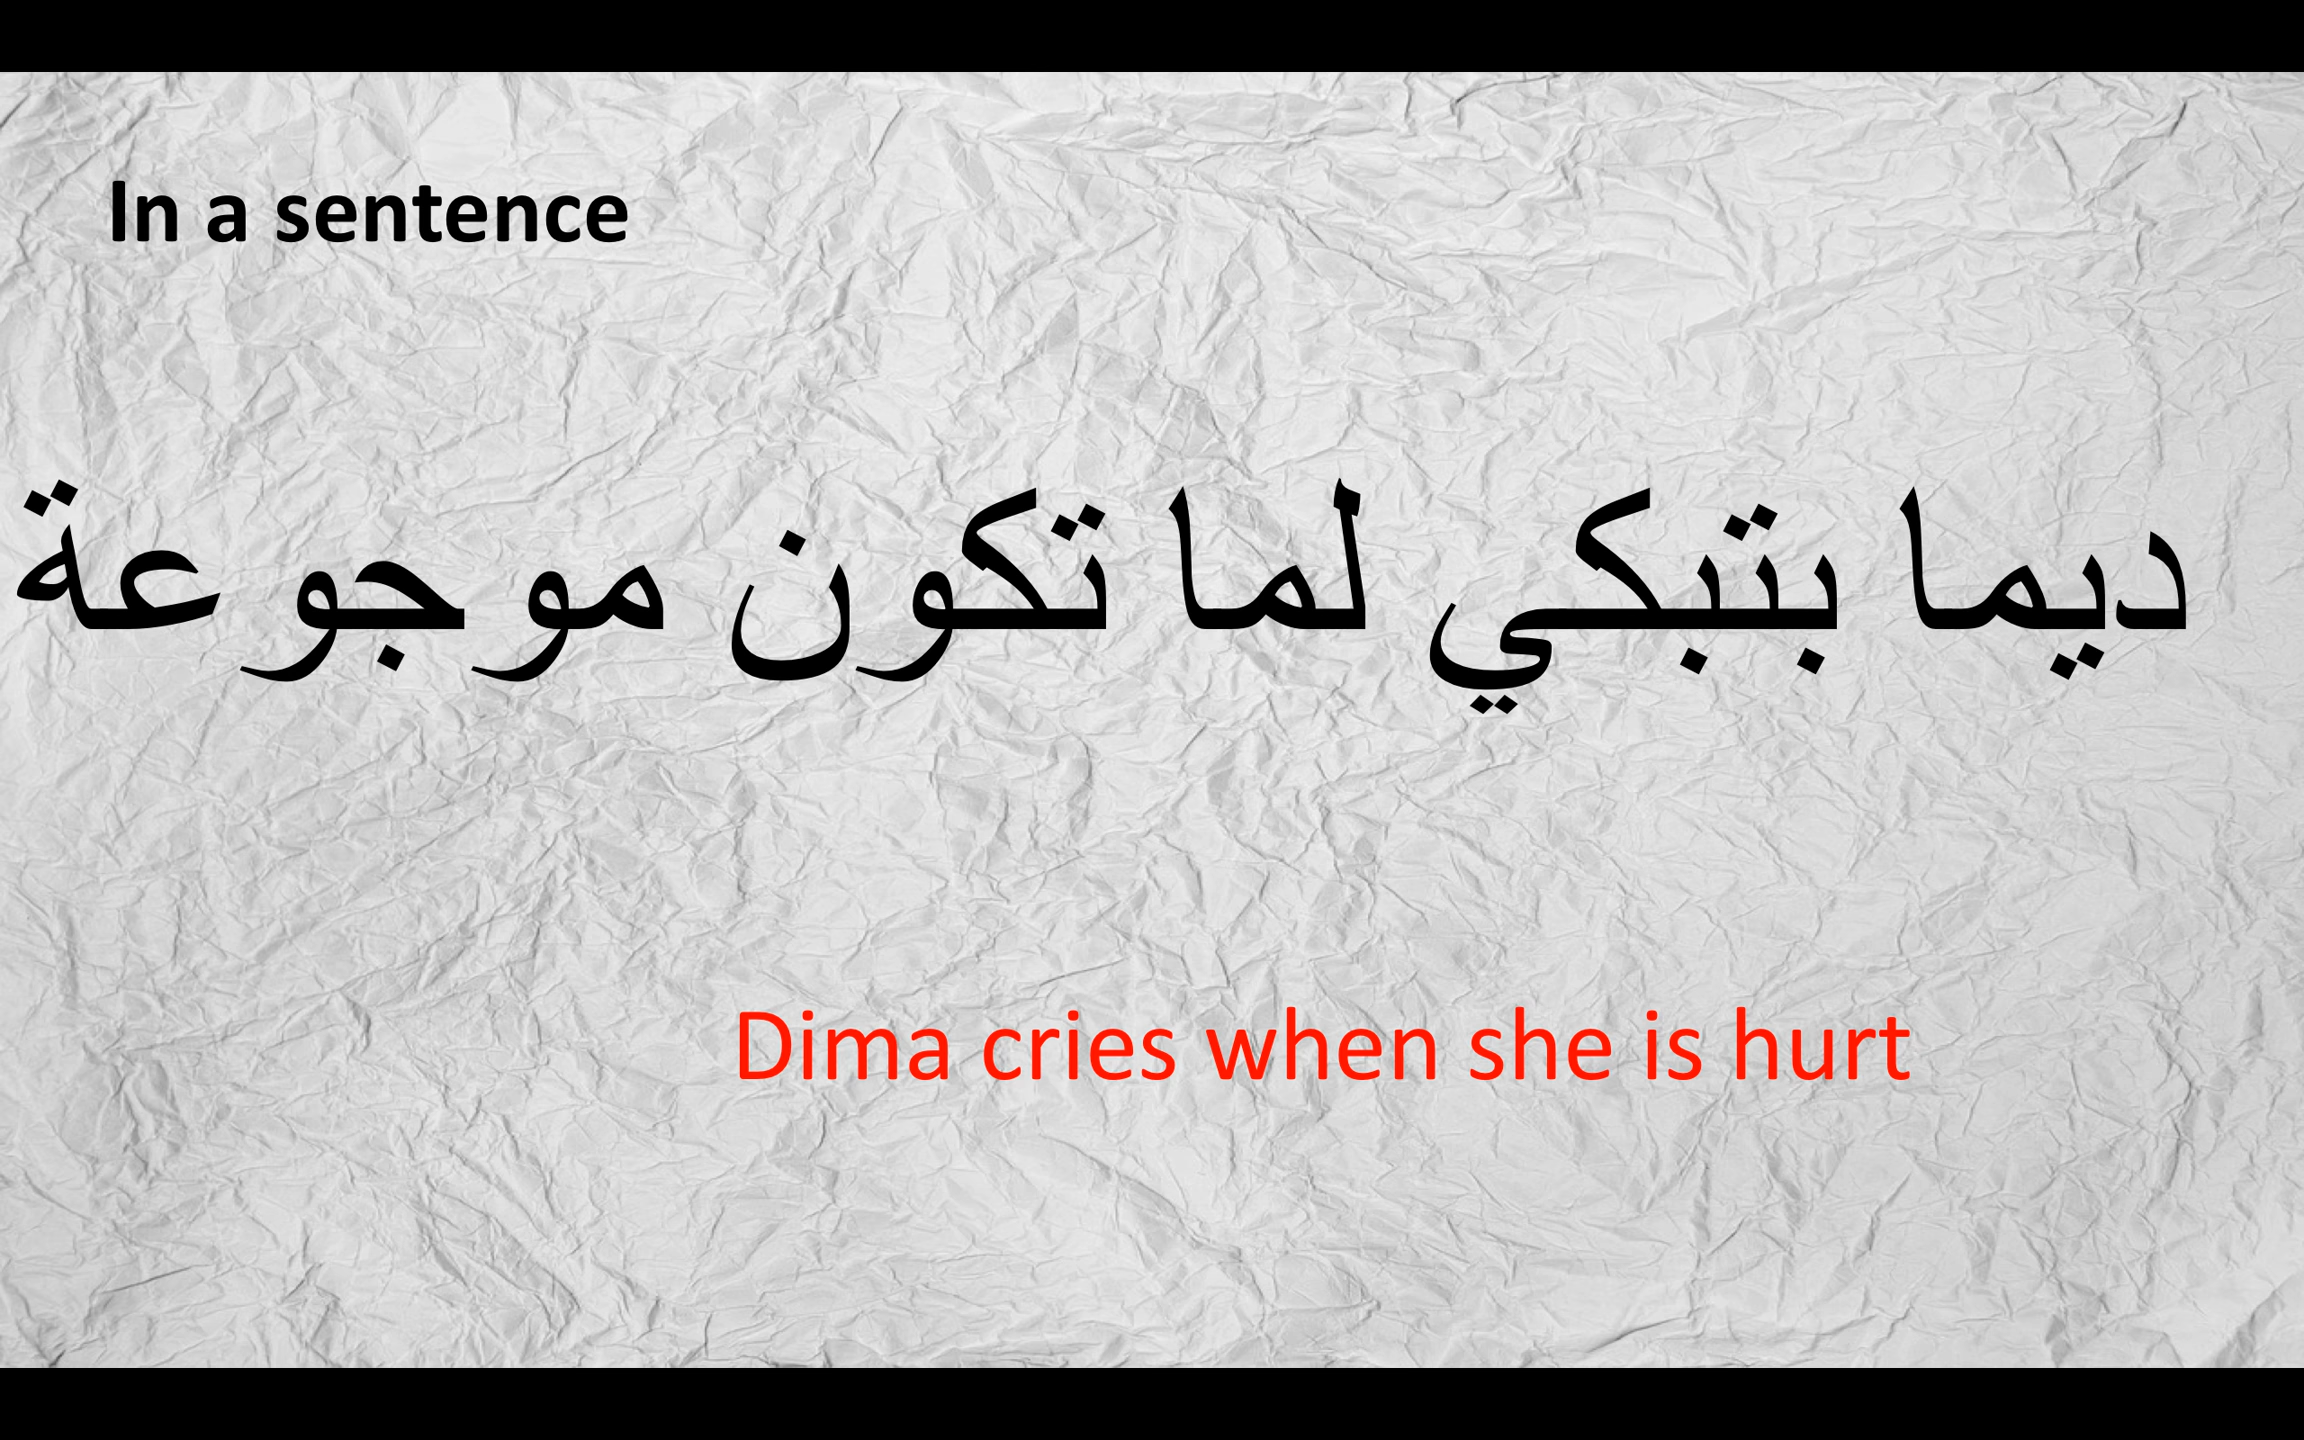 In a sentence
ديما بتبكي لما تكون موجوعة
Dima cries when she is hurt